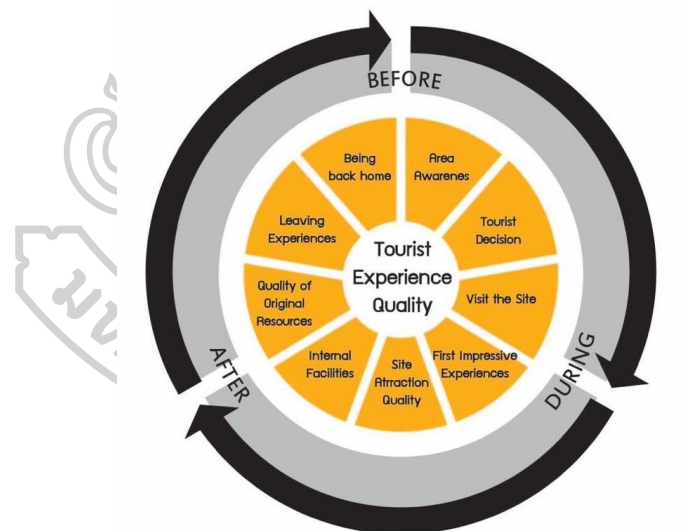 BEFORE
Area
Awarenes
Tourist
Decision
Visit the Site
DURING
First Impressive
Experiences
Site
Atrraction
Quality
Internal
Facilities
AFTER
Quality of
Original
Resources
Leaving
Experiences
Being
back home
Tourist
Experience
Quality